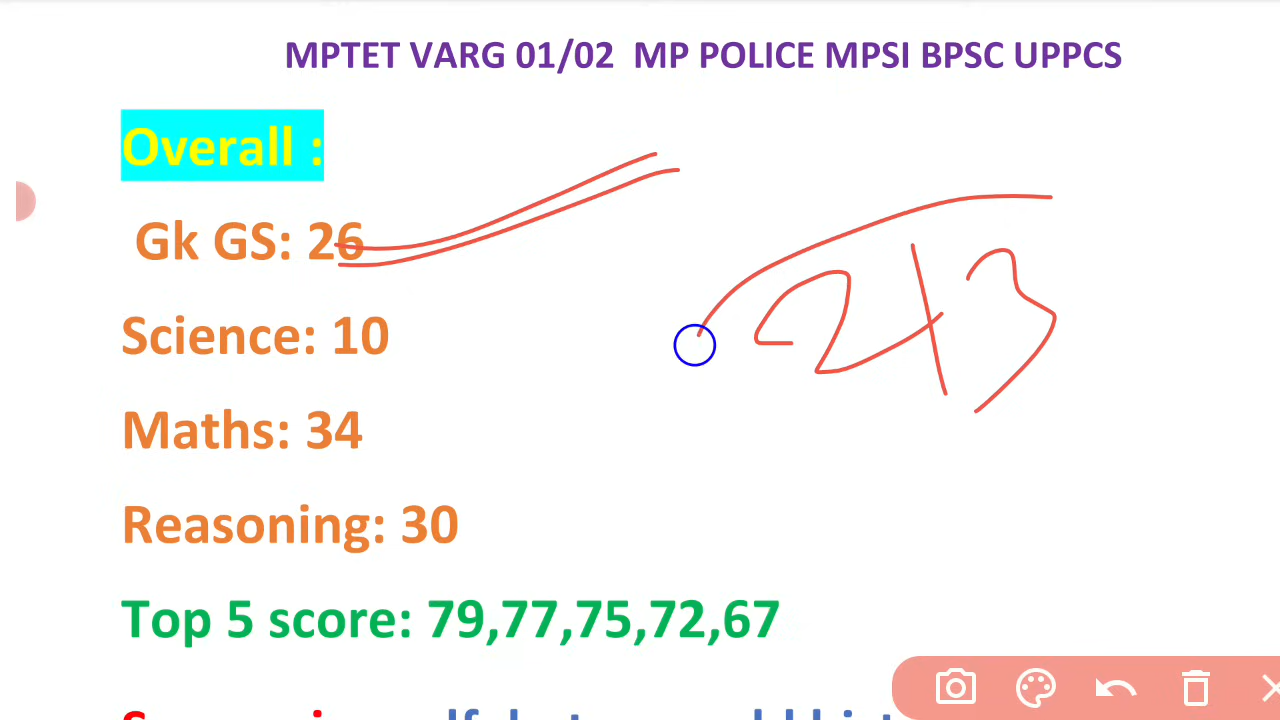 MPTET VARG 01/02 MP POLICE MPSI BPSC UPPCS
Overall :
Gk GS: 26
Science: 10
Maths: 34
Reasoning: 30
Top 5 score: 79,77,75,72,67